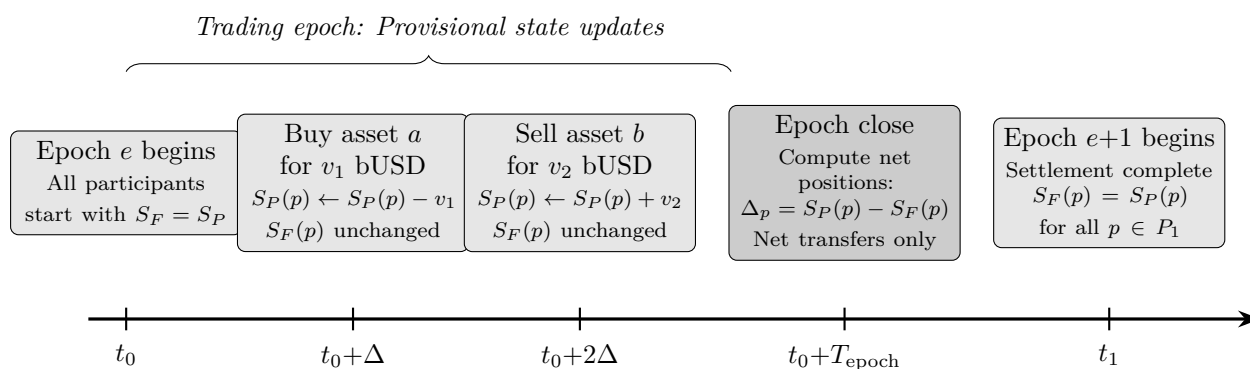 Trading epoch: Provisional state updates
Epoch e begins
All participants
start with S_F = S_P
Buy asset a
for v_1 bUSD
S_P(p) ← S_P(p) − v_1
S_F(p) unchanged
Sell asset b
for v_2 bUSD
S_P(p) ← S_P(p) + v_2
S_F(p) unchanged
Epoch close
Compute net
positions:
Δ_p = S_P(p) − S_F(p)
Net transfers only
Epoch e+1 begins
Settlement complete
S_F(p) = S_P(p)
for all p ∈ P_1
t_0
t_0+Δ
t_0+2Δ
t_0+T_epoch
t_1